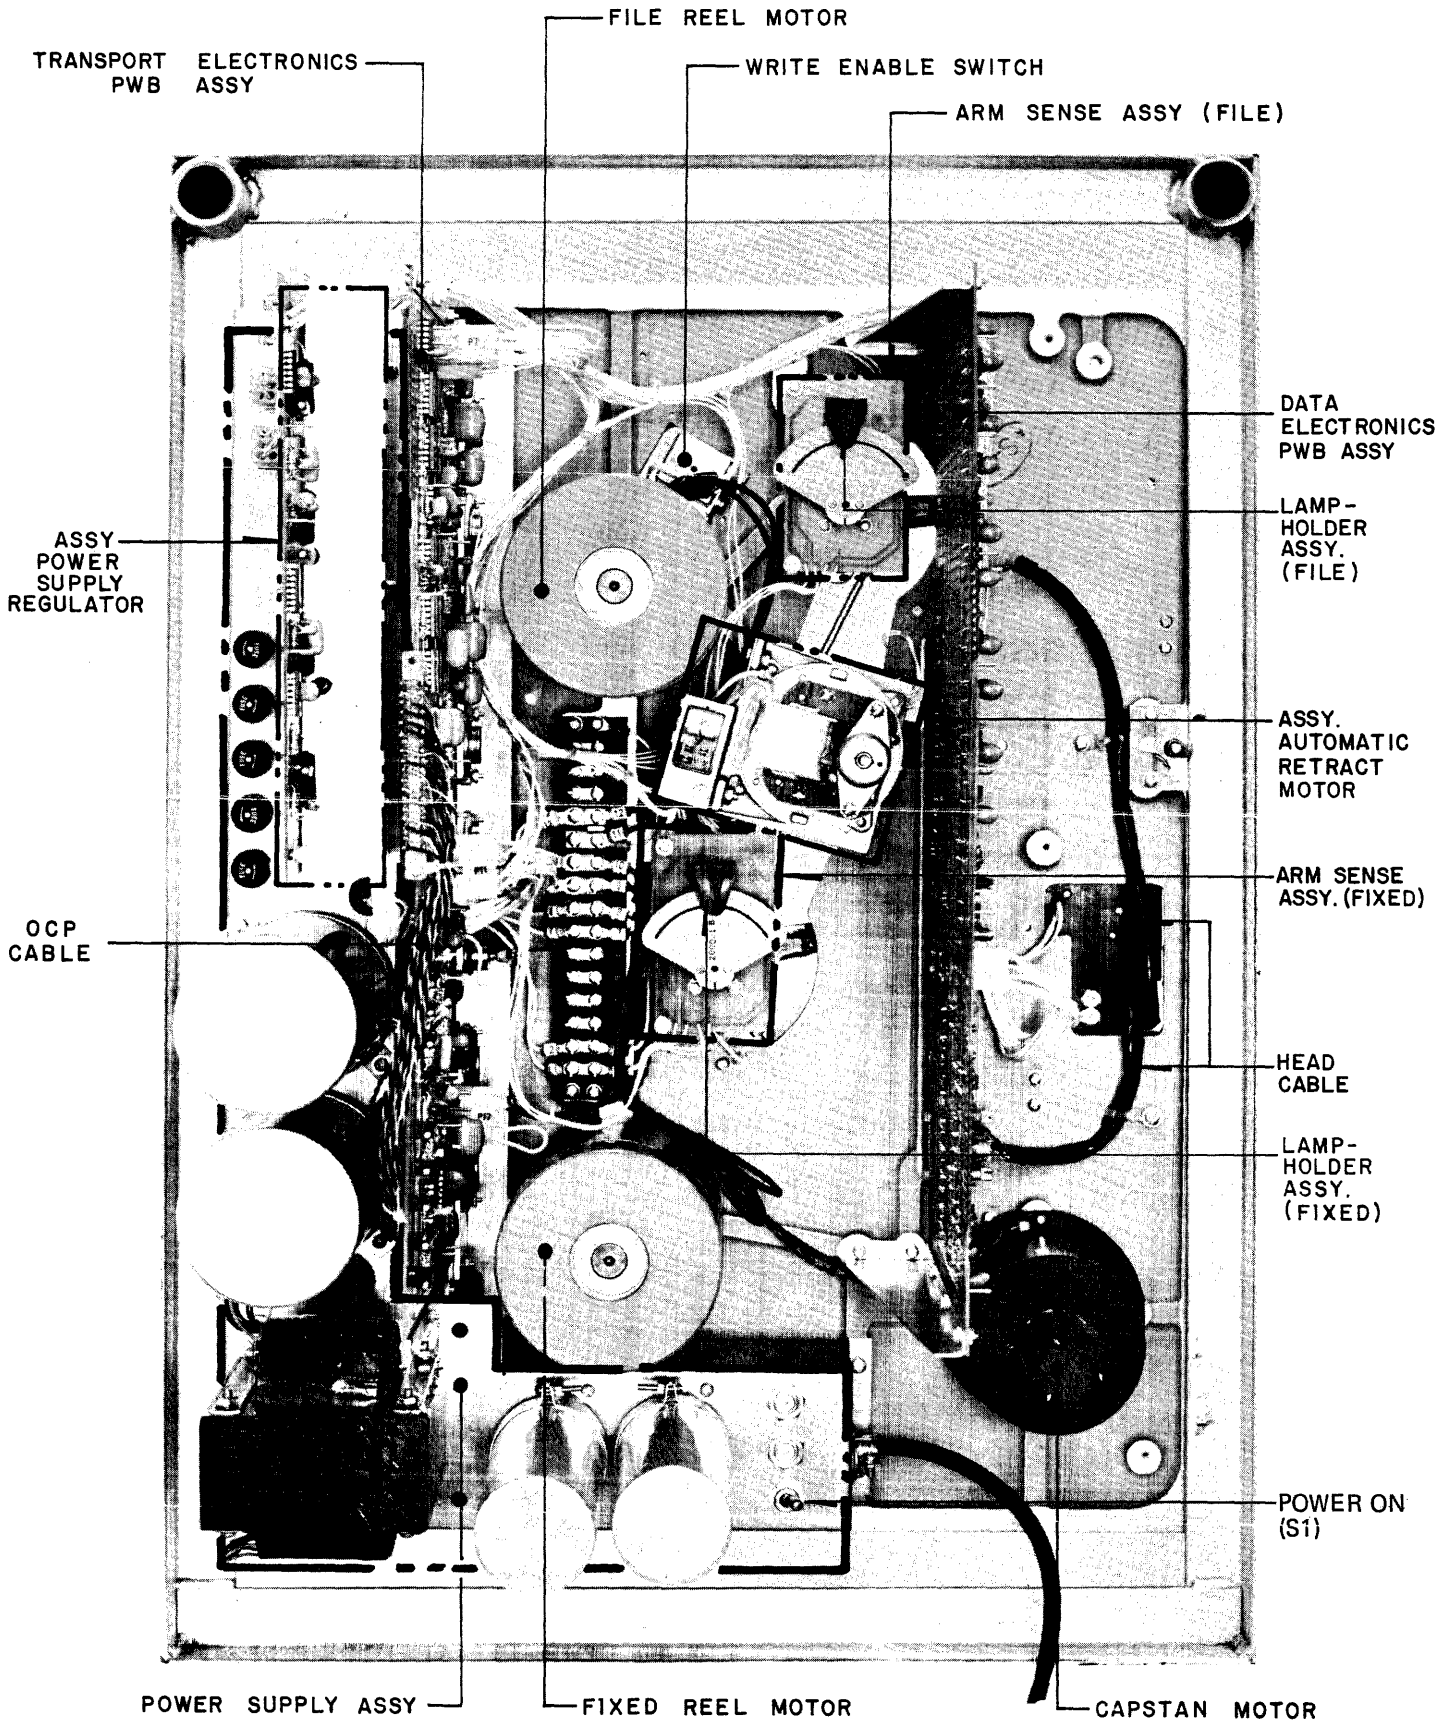 FILE REEL MOTOR
TRANSPORT ELECTRONICS
PWB ASSY
WRITE ENABLE SWITCH
ARM SENSE ASSY (FILE)
DATA
ELECTRONICS
PWB ASSY
LAMP-
HOLDER
ASSY.
(FILE)
ASSY
POWER
SUPPLY
REGULATOR
ASSY.
AUTOMATIC
RETRACT
MOTOR
ARM SENSE
ASSY. (FIXED)
OCP
CABLE
HEAD
CABLE
LAMP-
HOLDER
ASSY.
(FIXED)
POWER ON
(S1)
POWER SUPPLY ASSY
FIXED REEL MOTOR
CAPSTAN MOTOR